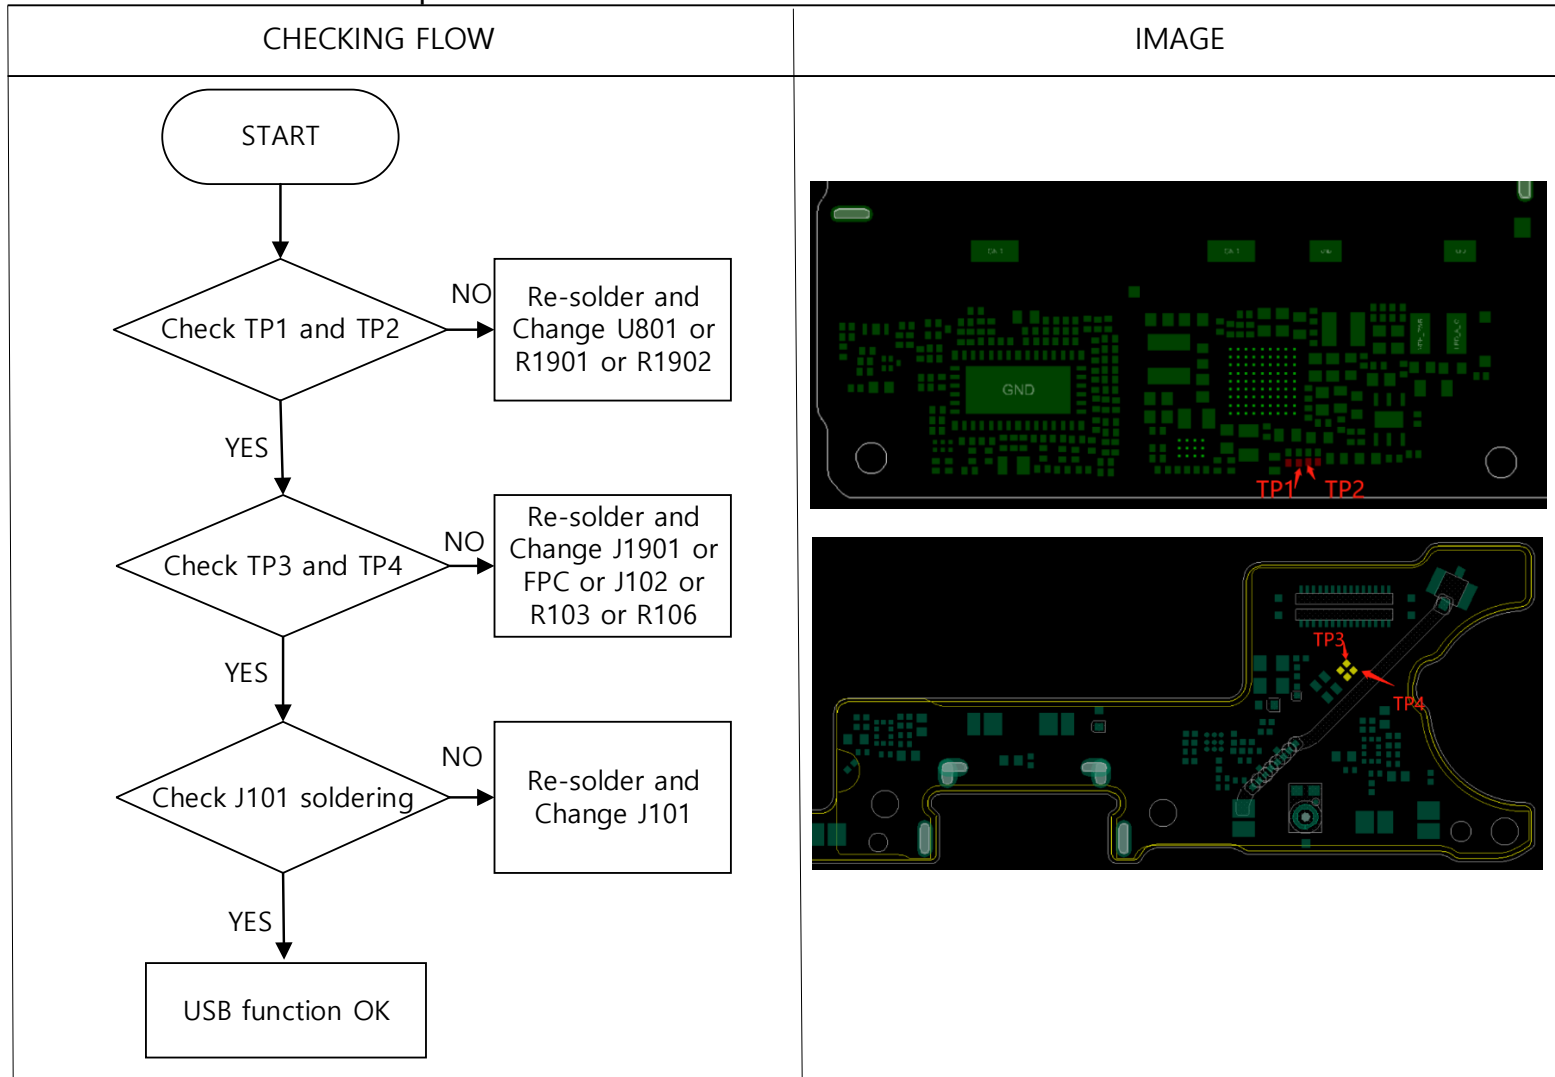 CHECKING FLOW
IMAGE
START
Check TP1 and TP2
NO
Re-solder and
Change U801 or
R1901 or R1902
YES
Check TP3 and TP4
NO
Re-solder and
Change J1901 or
FPC or J102 or
R103 or R106
YES
Check J101 soldering
NO
Re-solder and
Change J101
YES
USB function OK
GND
TP1
TP2
TP3
TP4